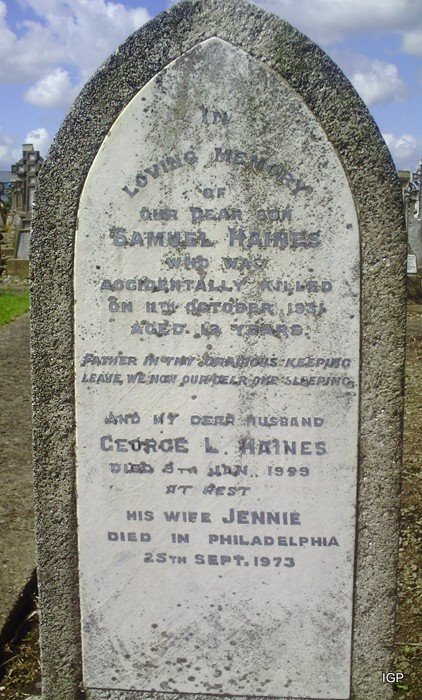 IN
LOVING MEMORY
OF
OUR DEAR SON
SAMUEL HAINES
WHO WAS
ACCIDENTALLY KILLED
ON 11TH OCTOBER 1931
AGED 12 YEARS.
FATHER IN THY GRACIOUS KEEPING
LEAVE, WE NOW OUR DEAR ONE SLEEPING.
AND MY DEAR HUSBAND
GEORGE L. HAINES
DIED JAN.
AT REST
HIS WIFE JENNIE
DIED IN PHILADELPHIA
25TH SEPT. 1973
IGP